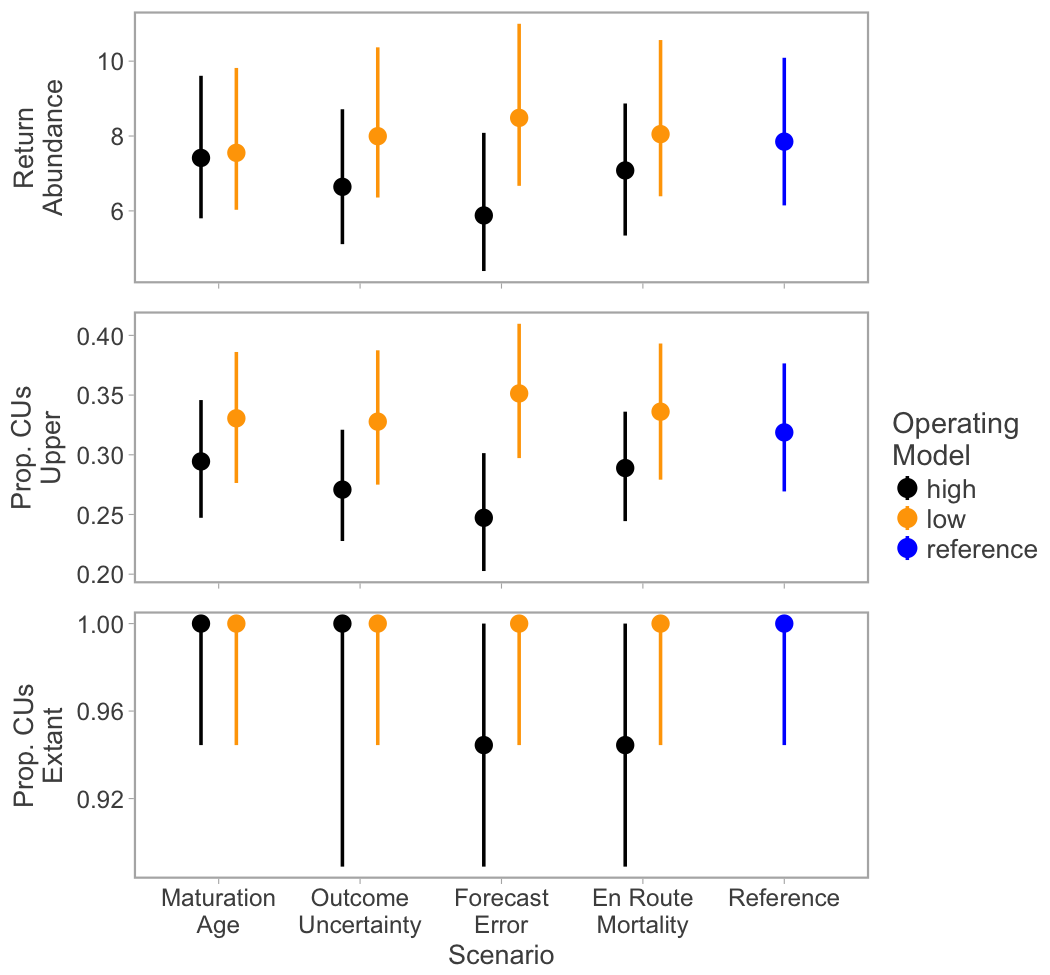 Return
Abundance
10
8
6
Prop. CUs
Upper
0.40
0.35
0.30
0.25
0.20
Prop. CUs
Extant
1.00
0.96
0.92
Maturation
Age
Outcome
Uncertainty
Forecast
Error
En Route
Mortality
Reference
Scenario
Operating
Model
high
low
reference